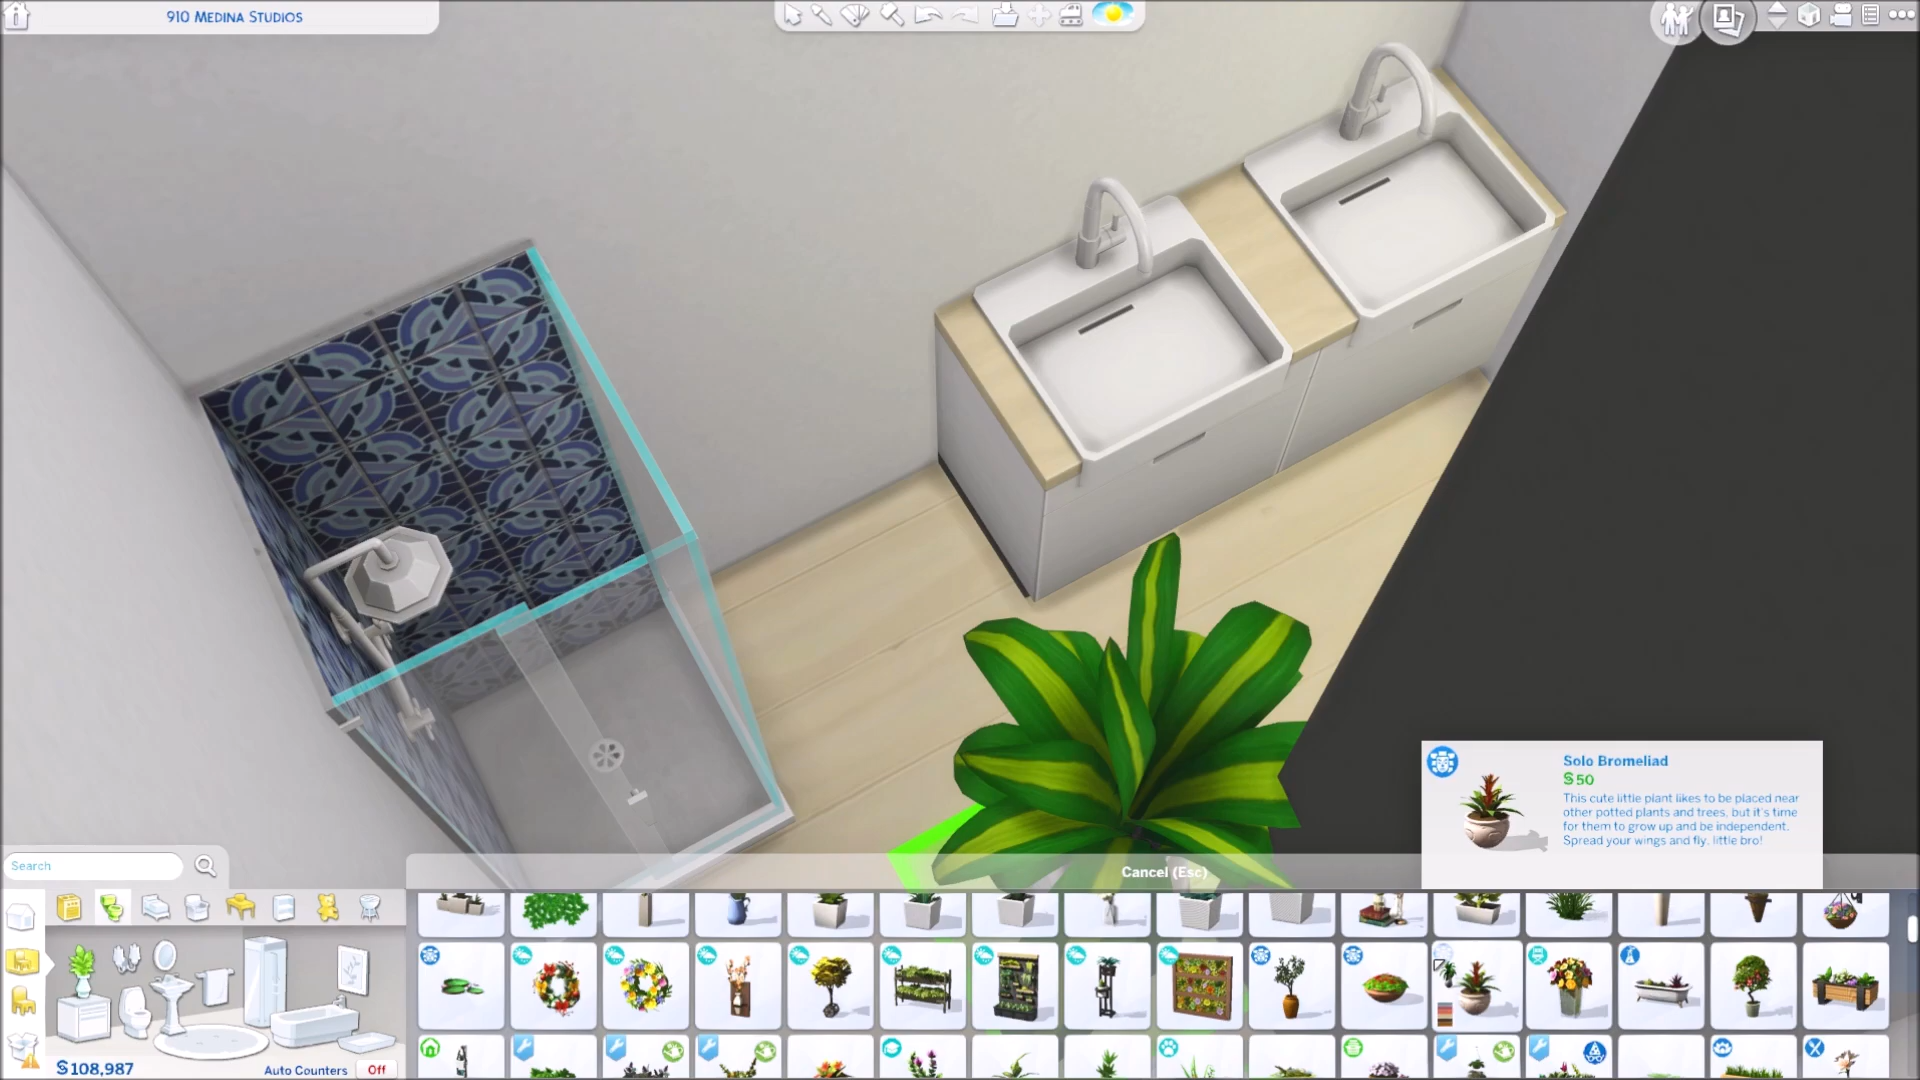 910 Medina Studios
Solo Bromeliad
§50
This cute little plant likes to be placed near
other potted plants and trees, but it's time
for them to grow up and be independent.
Spread your wings and fly, little bro!
Search
Cancel (Esc)
§108,987
Auto Counters
Off